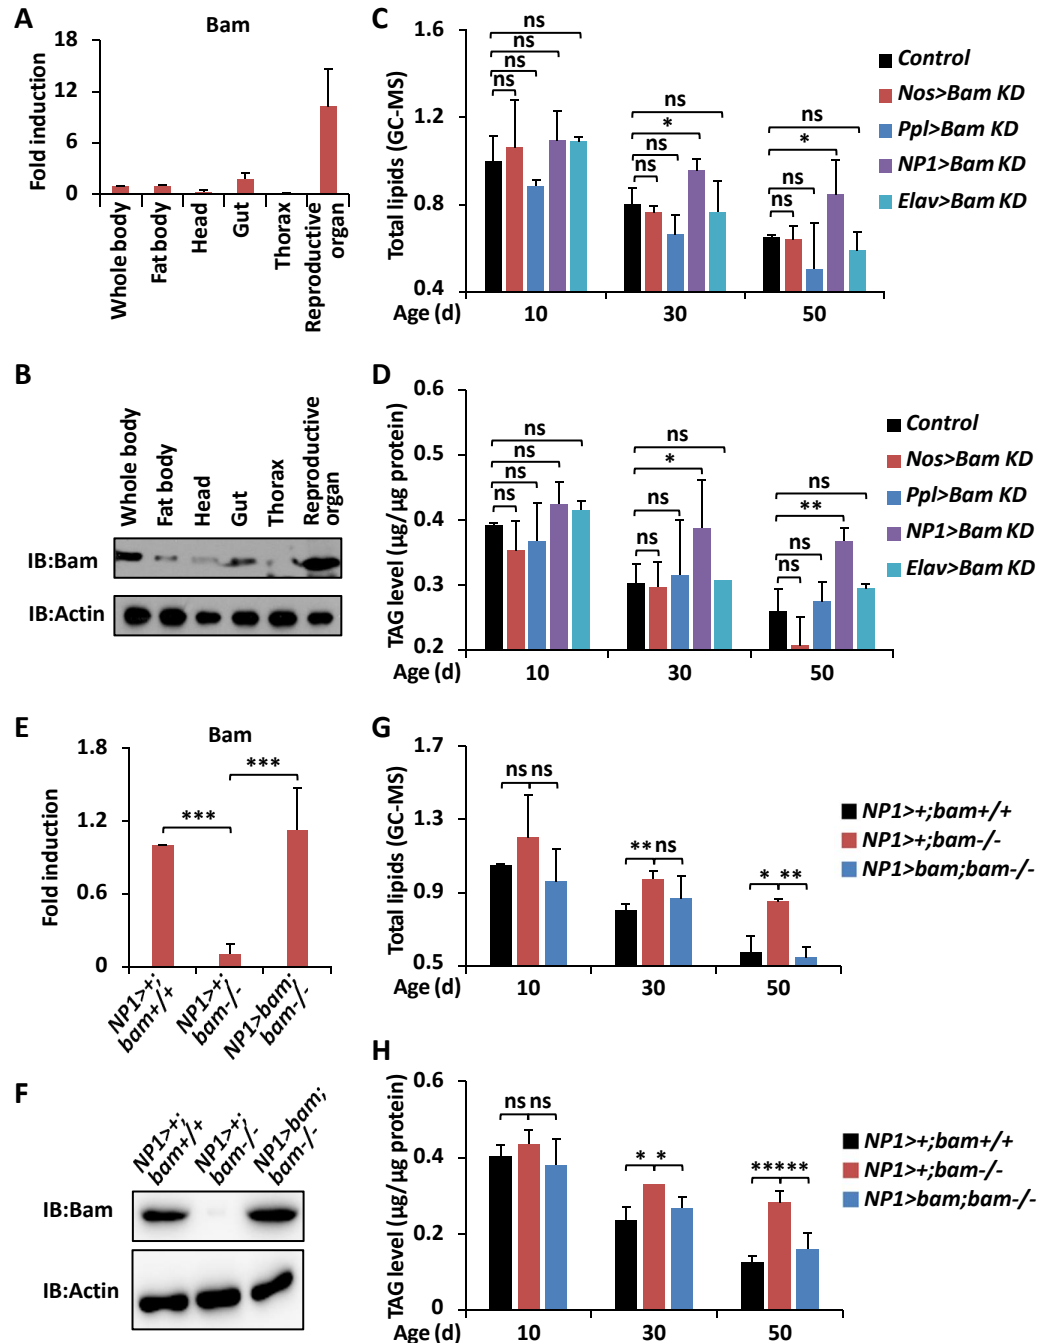 A
Bam
Fold induction
18
12
6
0
Whole body
Fat body
Head
Gut
Thorax
Reproductive
organ
B
Whole body
Fat body
Head
Gut
Thorax
Reproductive
organ
IB:Bam
IB:Actin
C
Total lipids (GC-MS)
1.6
1.2
0.8
0.4
ns
ns
ns
ns
ns
*
ns
ns
ns
*
ns
ns
Age (d)
10
30
50
Control
Nos>Bam KD
Ppl>Bam KD
NP1>Bam KD
Elav>Bam KD
D
TAG level (μg/μg protein)
0.6
0.5
0.4
0.3
0.2
ns
ns
ns
ns
ns
*
ns
ns
ns
**
ns
ns
Age (d)
10
30
50
Control
Nos>Bam KD
Ppl>Bam KD
NP1>Bam KD
Elav>Bam KD
E
Bam
Fold induction
1.8
1.2
0.6
0
***
***
NP1>+;
bam+/+
NP1>+;
bam-/-
NP1>bam;
bam-/-
F
NP1>+;
bam+/+
NP1>+;
bam-/-
NP1>bam;
bam-/-
IB:Bam
IB:Actin
G
Total lipids (GC-MS)
1.7
1.3
0.9
0.5
ns ns
** ns
* **
Age (d)
10
30
50
NP1>+;bam+/+
NP1>+;bam-/-
NP1>bam;bam-/-
H
TAG level (μg/μg protein)
0.6
0.4
0.2
0
ns ns
* *
*****
Age (d)
10
30
50
NP1>+;bam+/+
NP1>+;bam-/-
NP1>bam;bam-/-